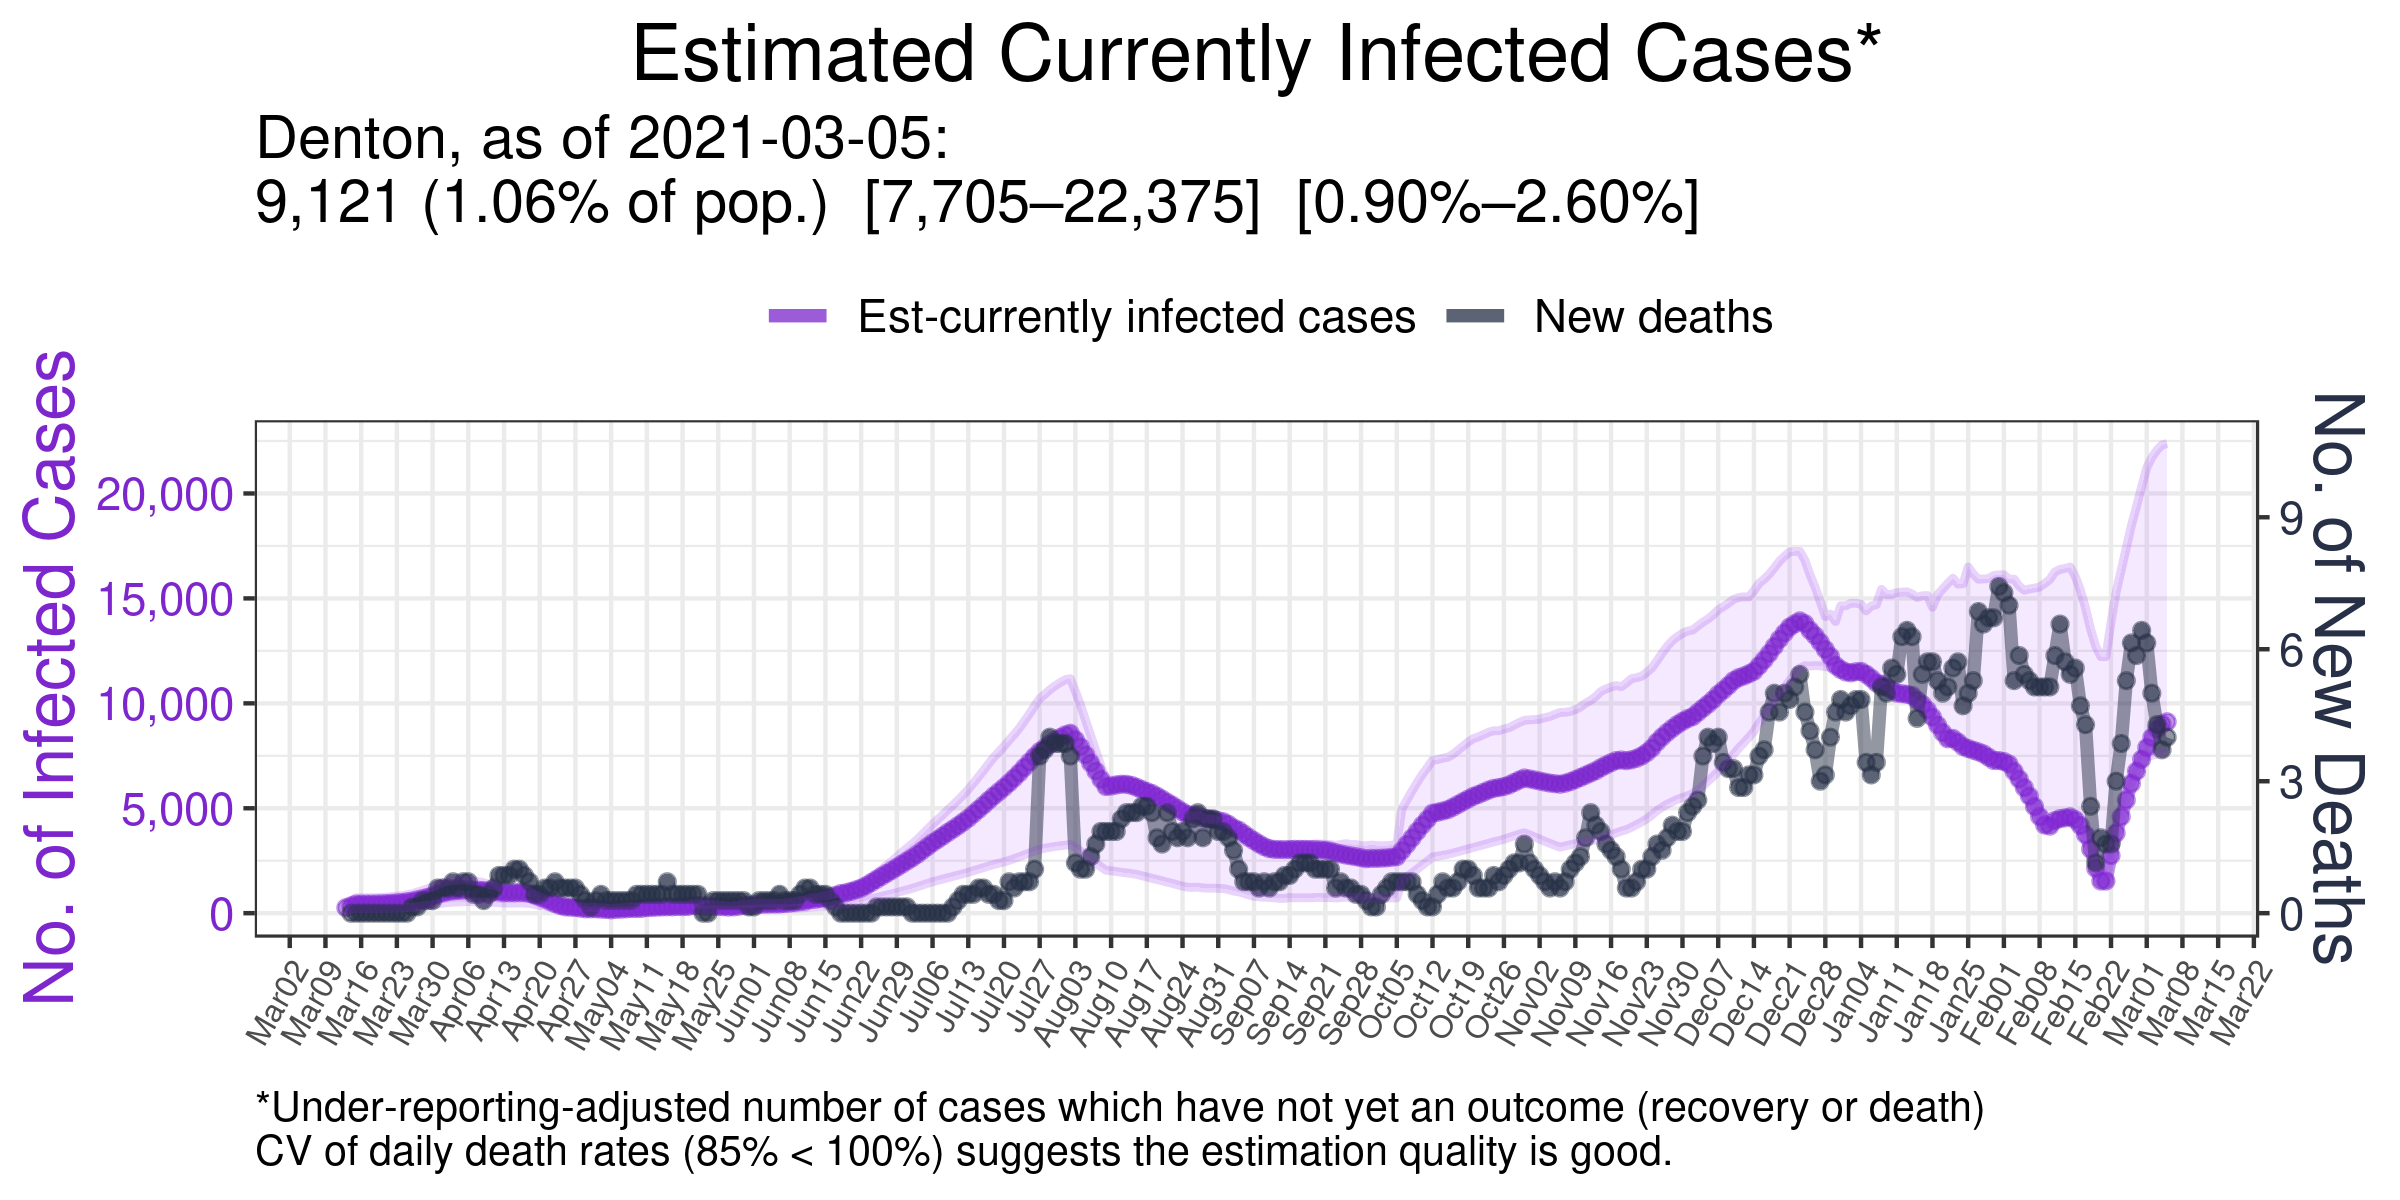 Estimated Currently Infected Cases*
Denton, as of 2021-03-05:
9,121 (1.06% of pop.) [7,705–22,375] [0.90%–2.60%]
Est-currently infected cases
New deaths
No. of Infected Cases
20,000
15,000
10,000
5,000
0
9
6
3
0
No. of New Deaths
Mar02
Mar09
Mar16
Mar23
Mar30
Apr06
Apr13
Apr20
Apr27
May04
May11
May18
May25
Jun01
Jun08
Jun15
Jun22
Jun29
Jul06
Jul13
Jul20
Jul27
Aug03
Aug10
Aug17
Aug24
Aug31
Sep07
Sep14
Sep21
Sep28
Oct05
Oct12
Oct19
Oct26
Nov02
Nov09
Nov16
Nov23
Nov30
Dec07
Dec14
Dec21
Dec28
Jan04
Jan11
Jan18
Jan25
Feb01
Feb08
Feb15
Feb22
Mar01
Mar08
Mar15
Mar22
*Under-reporting-adjusted number of cases which have not yet an outcome (recovery or death)
CV of daily death rates (85% < 100%) suggests the estimation quality is good.